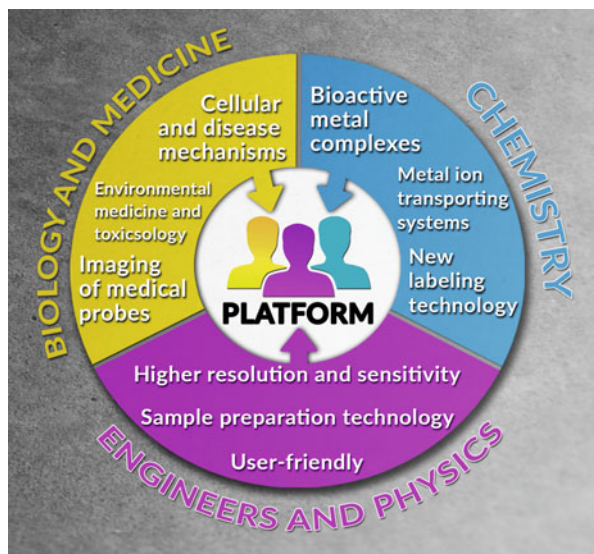 BIOLOGY AND MEDICINE
Cellular
and disease
mechanisms
Environmental
medicine and
toxicsology
Imaging
of medical
probes
CHEMISTRY
Bioactive
metal
complexes
Metal ion
transporting
systems
New
labeling
technology
PLATFORM
Higher resolution and sensitivity
Sample preparation technology
User-friendly
ENGINEERS AND PHYSICS